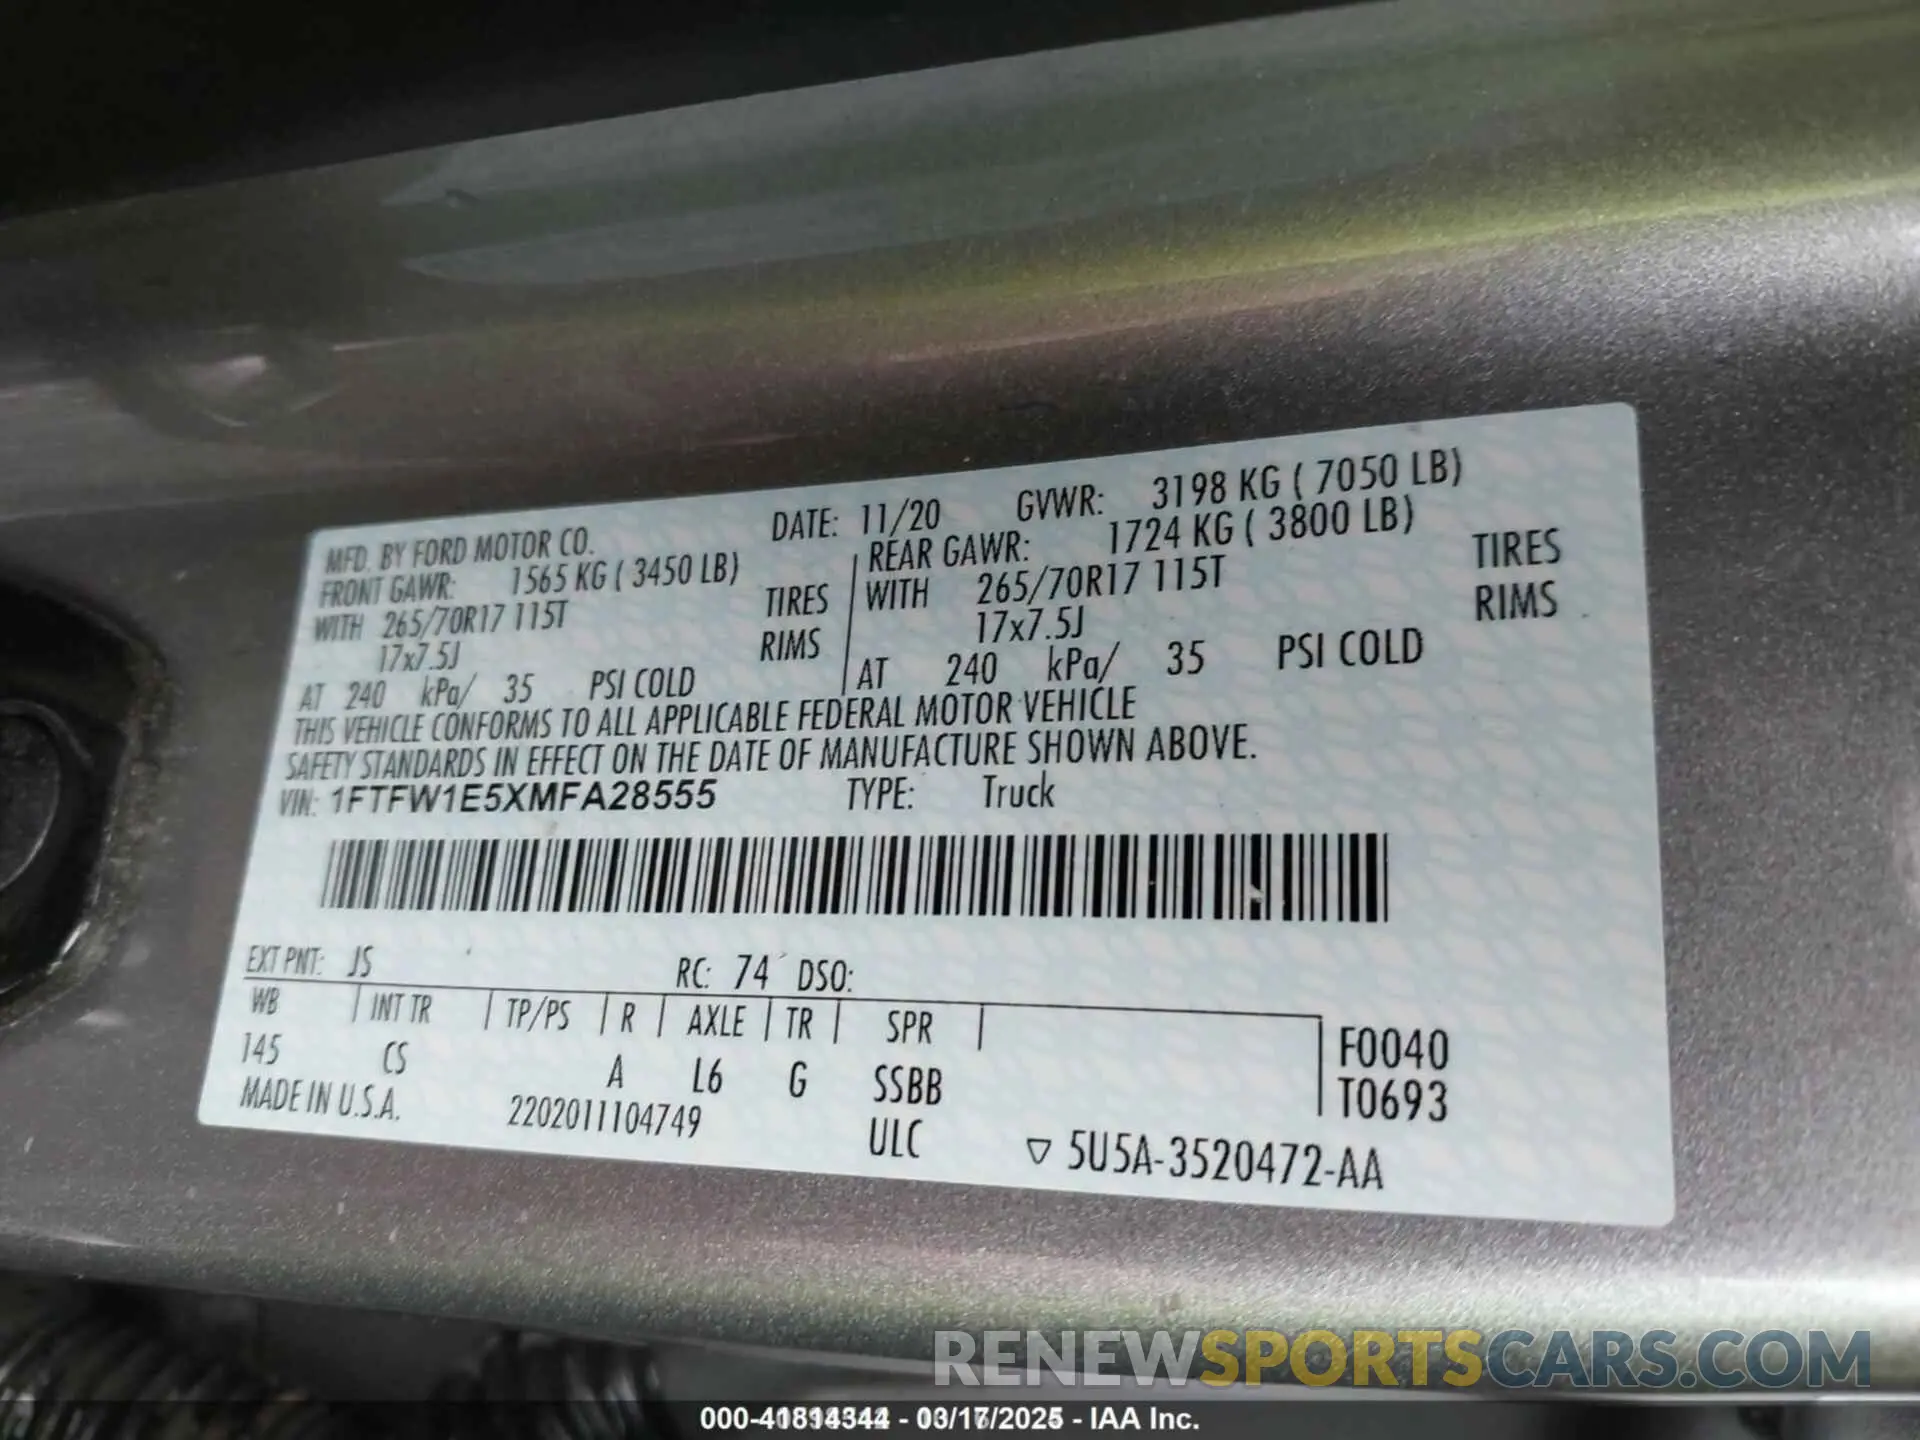 MFD. BY FORD MOTOR CO. DATE: 11/20 GVWR: 3198 KG ( 7050 LB)
FRONT GAWR: 1565 KG ( 3450 LB) REAR GAWR: 1724 KG ( 3800 LB)
WITH 265/70R17 115T TIRES WITH 265/70R17 115T TIRES
17x7.5J RIMS 17x7.5J RIMS
AT 240 kPa/ 35 PSI COLD AT 240 kPa/ 35 PSI COLD
THIS VEHICLE CONFORMS TO ALL APPLICABLE FEDERAL MOTOR VEHICLE
SAFETY STANDARDS IN EFFECT ON THE DATE OF MANUFACTURE SHOWN ABOVE.
VIN: 1FTFW1E5XMFA28555 TYPE: Truck
EXT PNT: JS RC: 74 DSO:
WB INT TR TP/PS R AXLE TR SPR
145 CS A L6 G SSBB F0040
T0693
MADE IN U.S.A. 2202011104749 ULC ▽ 5U5A-3520472-AA
RENEWSPORTSCARS.COM
- IAA Inc.